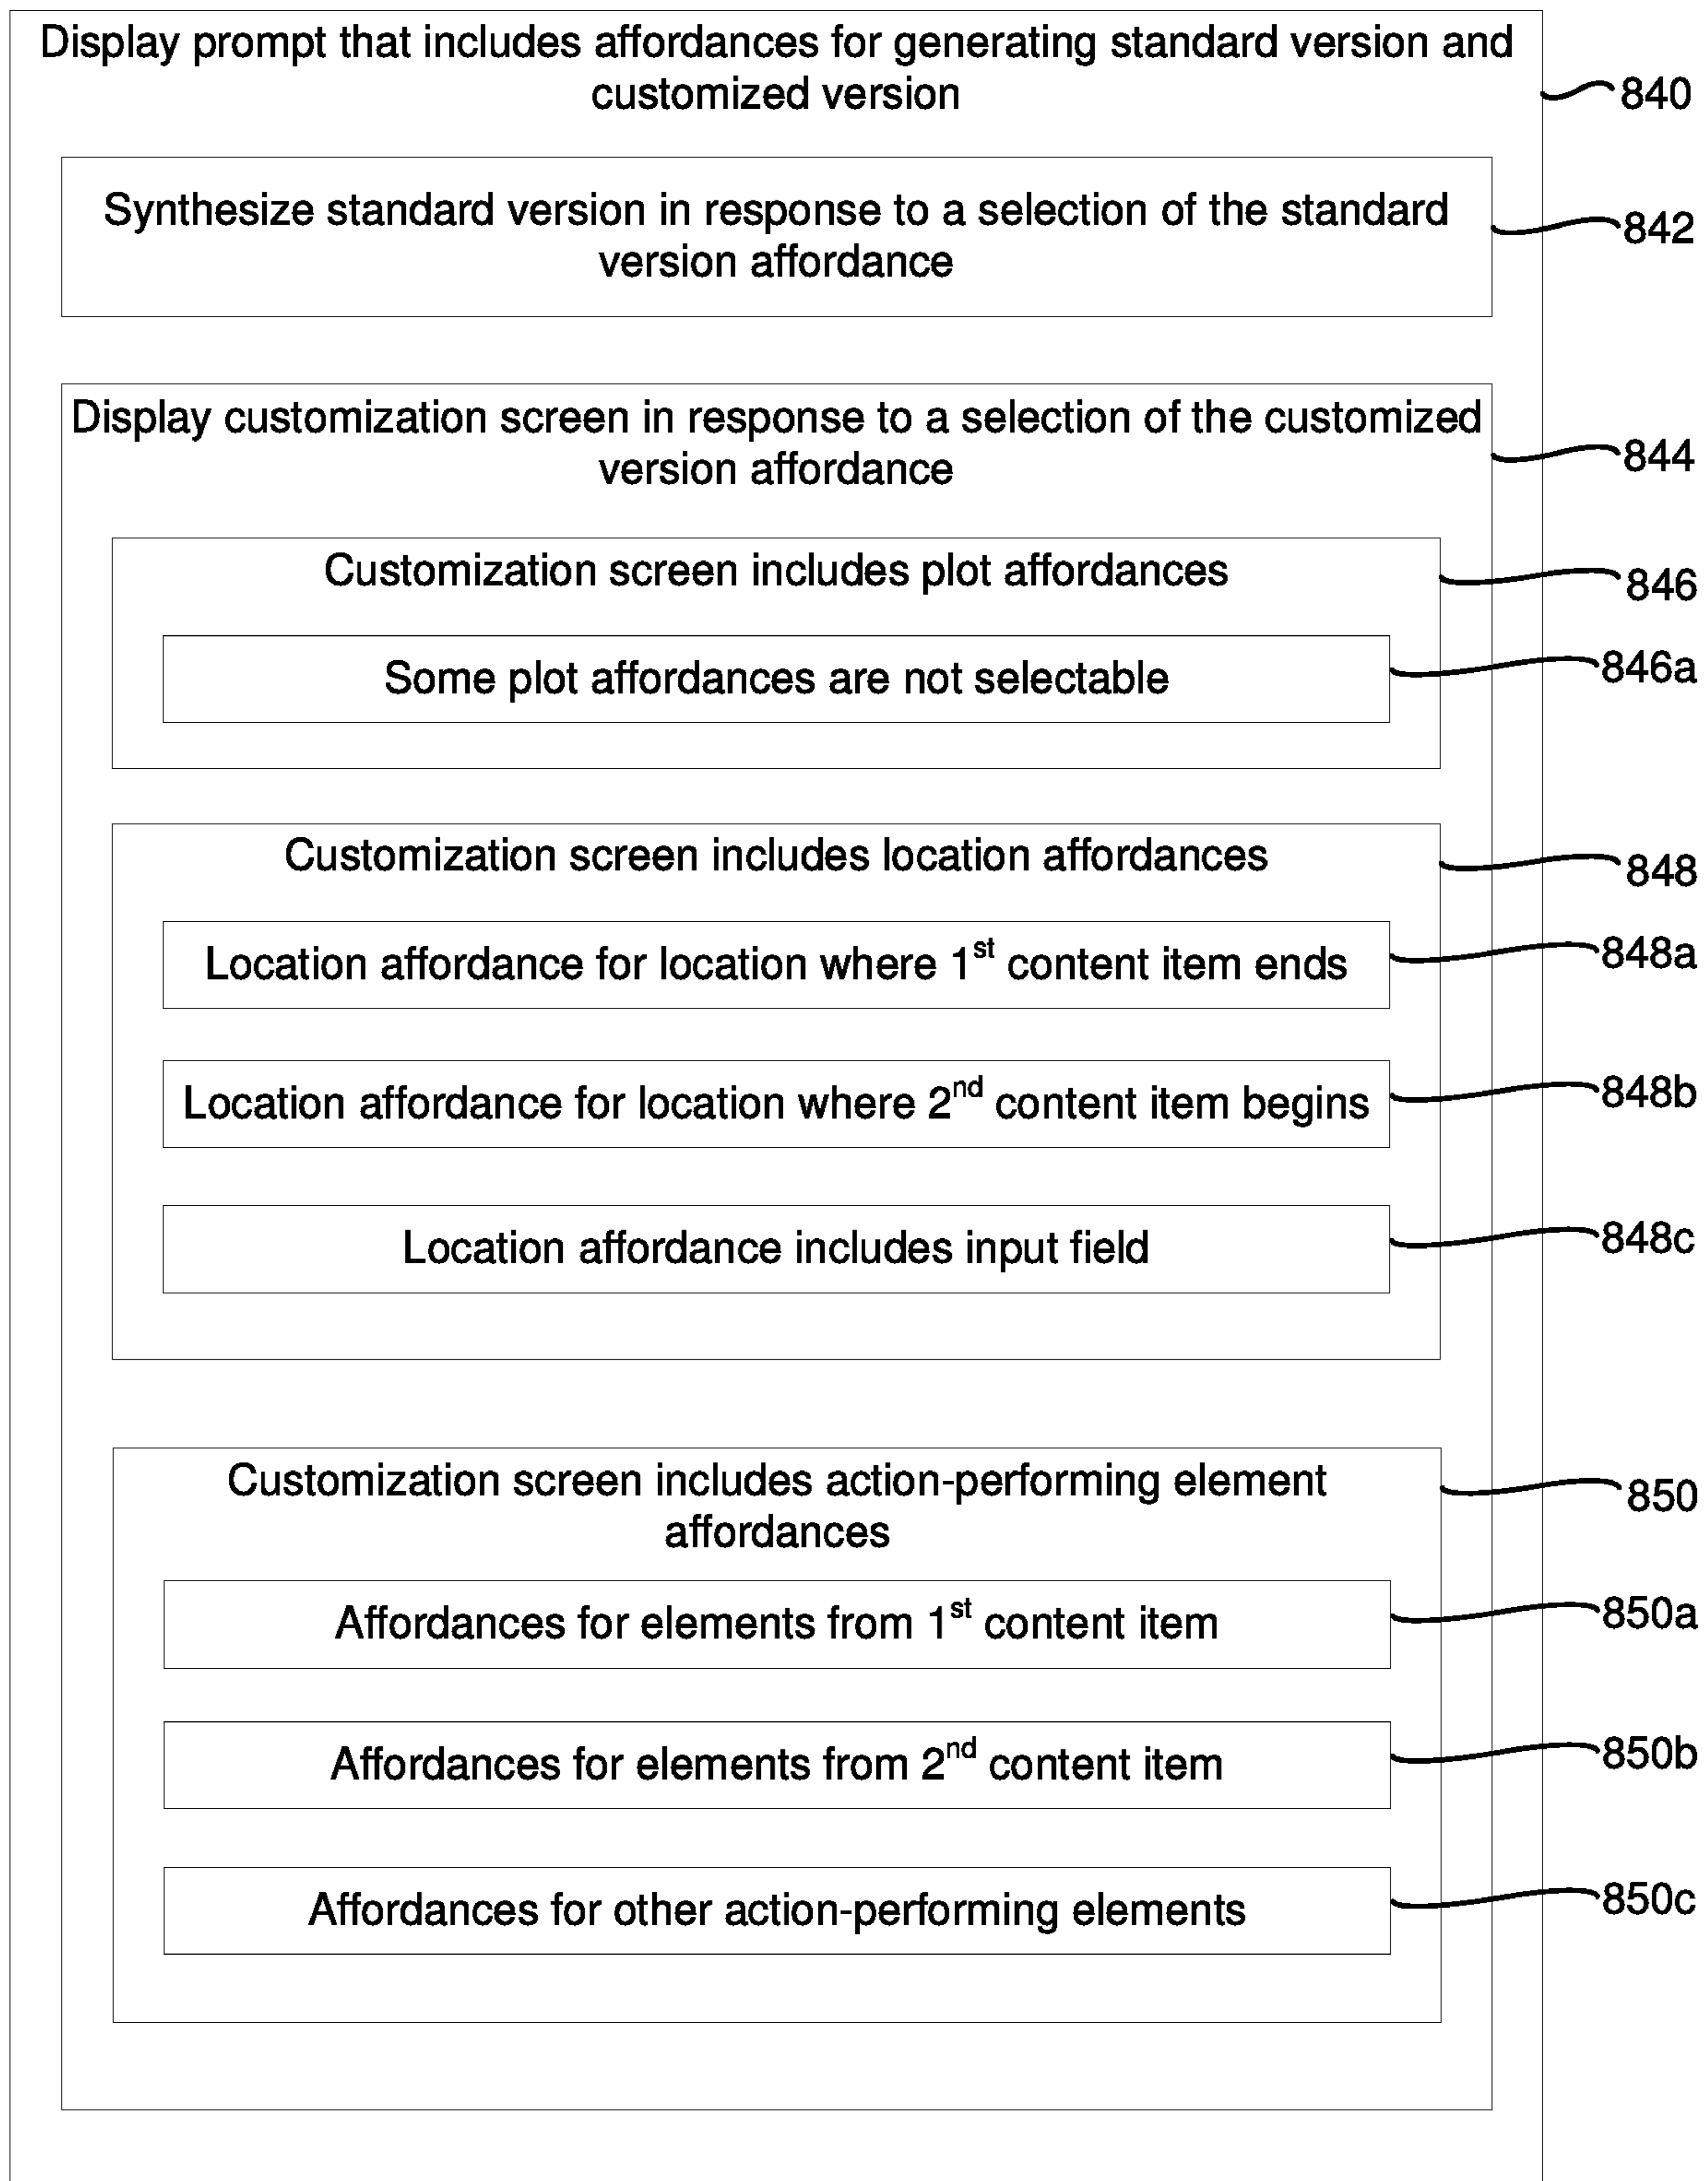 Display prompt that includes affordances for generating standard version and
customized version
840
Synthesize standard version in response to a selection of the standard
version affordance
842
Display customization screen in response to a selection of the customized
version affordance
844
Customization screen includes plot affordances
846
Some plot affordances are not selectable
846a
Customization screen includes location affordances
848
Location affordance for location where 1st content item ends
848a
Location affordance for location where 2nd content item begins
848b
Location affordance includes input field
848c
Customization screen includes action-performing element
affordances
850
Affordances for elements from 1st content item
850a
Affordances for elements from 2nd content item
850b
Affordances for other action-performing elements
850c